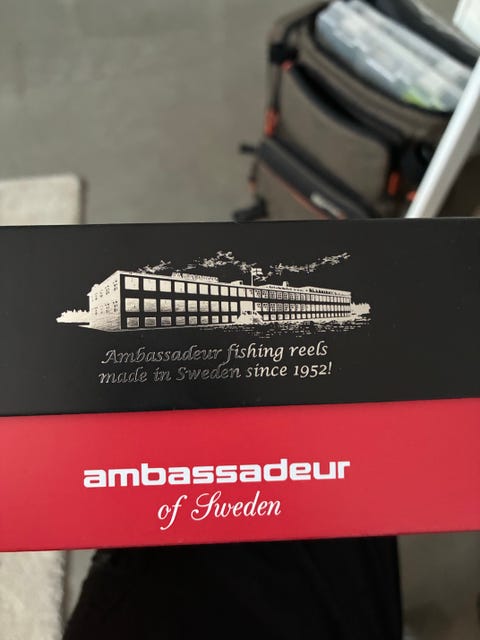 Ambassadeur fishing reels
made in Sweden since 1952!
ambassadeur
of Sweden